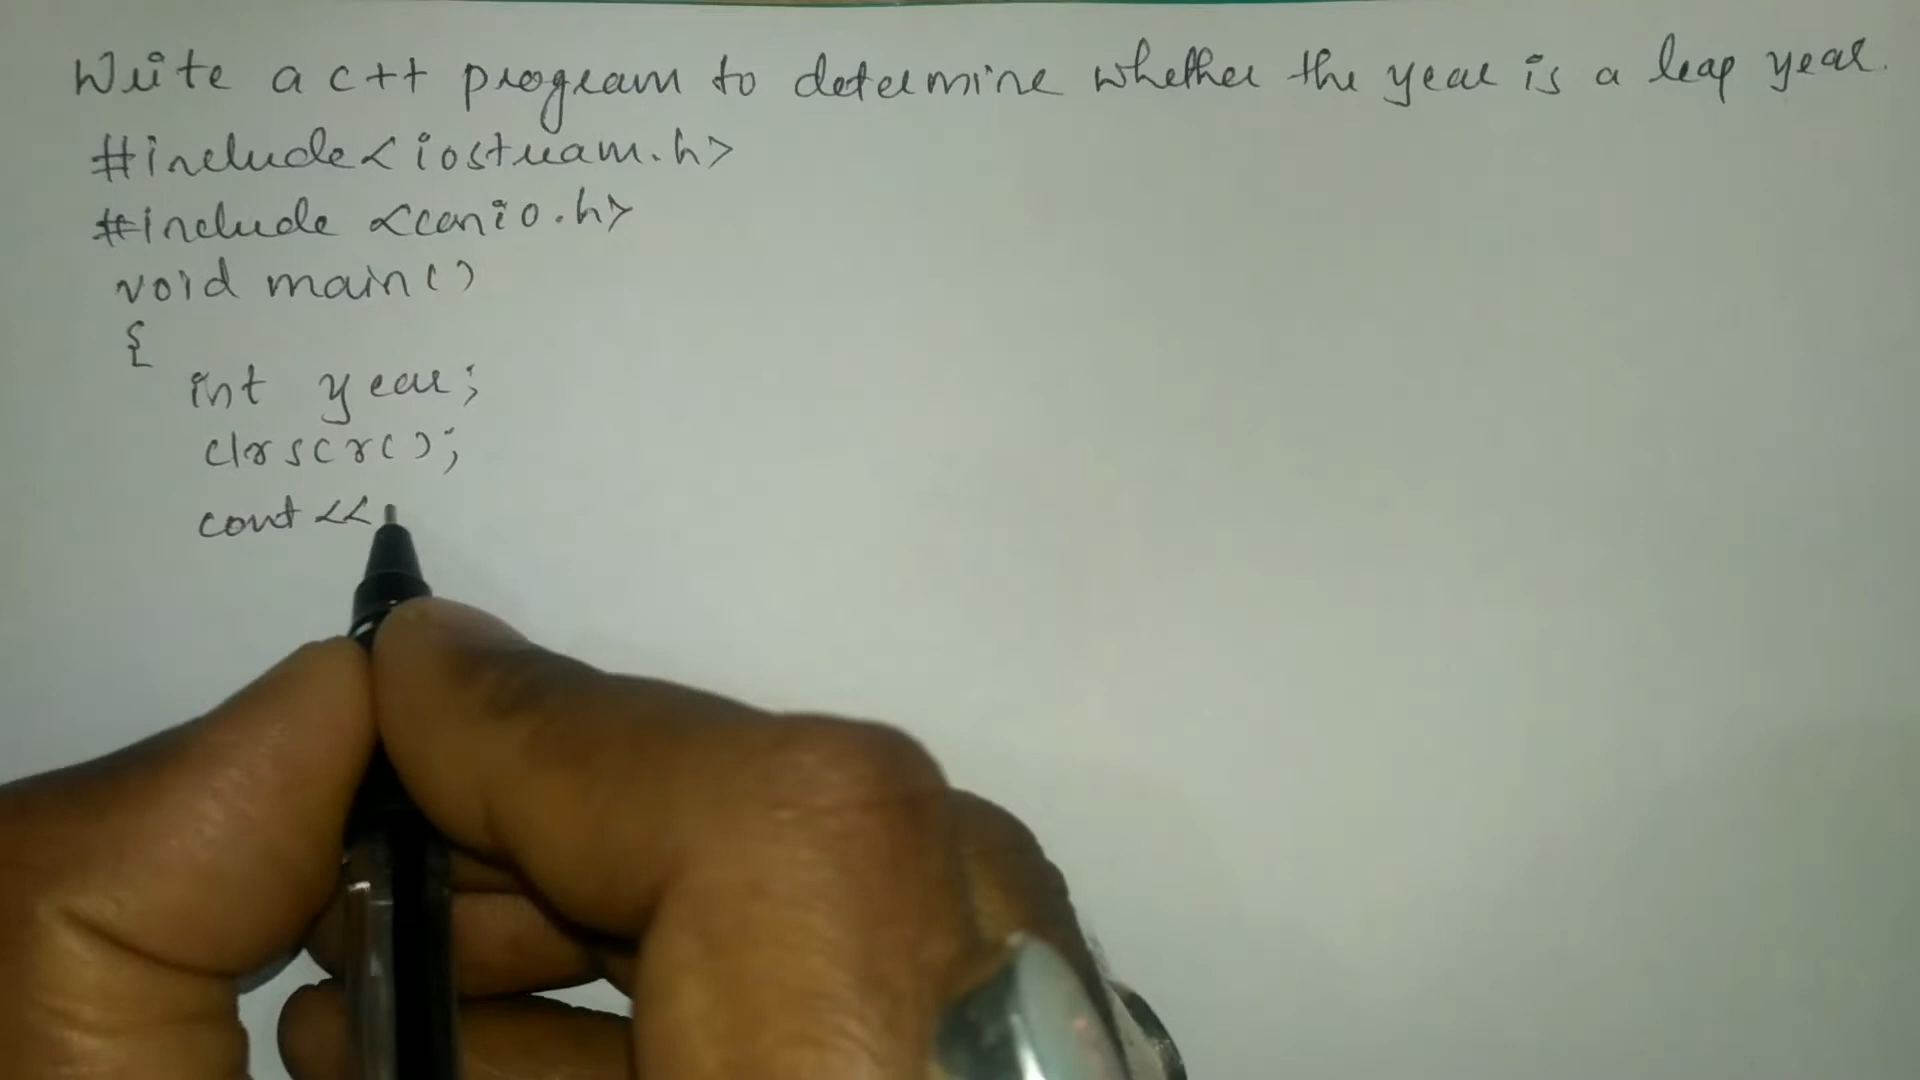 Write a c++ program to determine whether the year is a leap year.
#include<iostream.h>
#include <conio.h>
void main()
{
int year;
clrscr();
cout <<